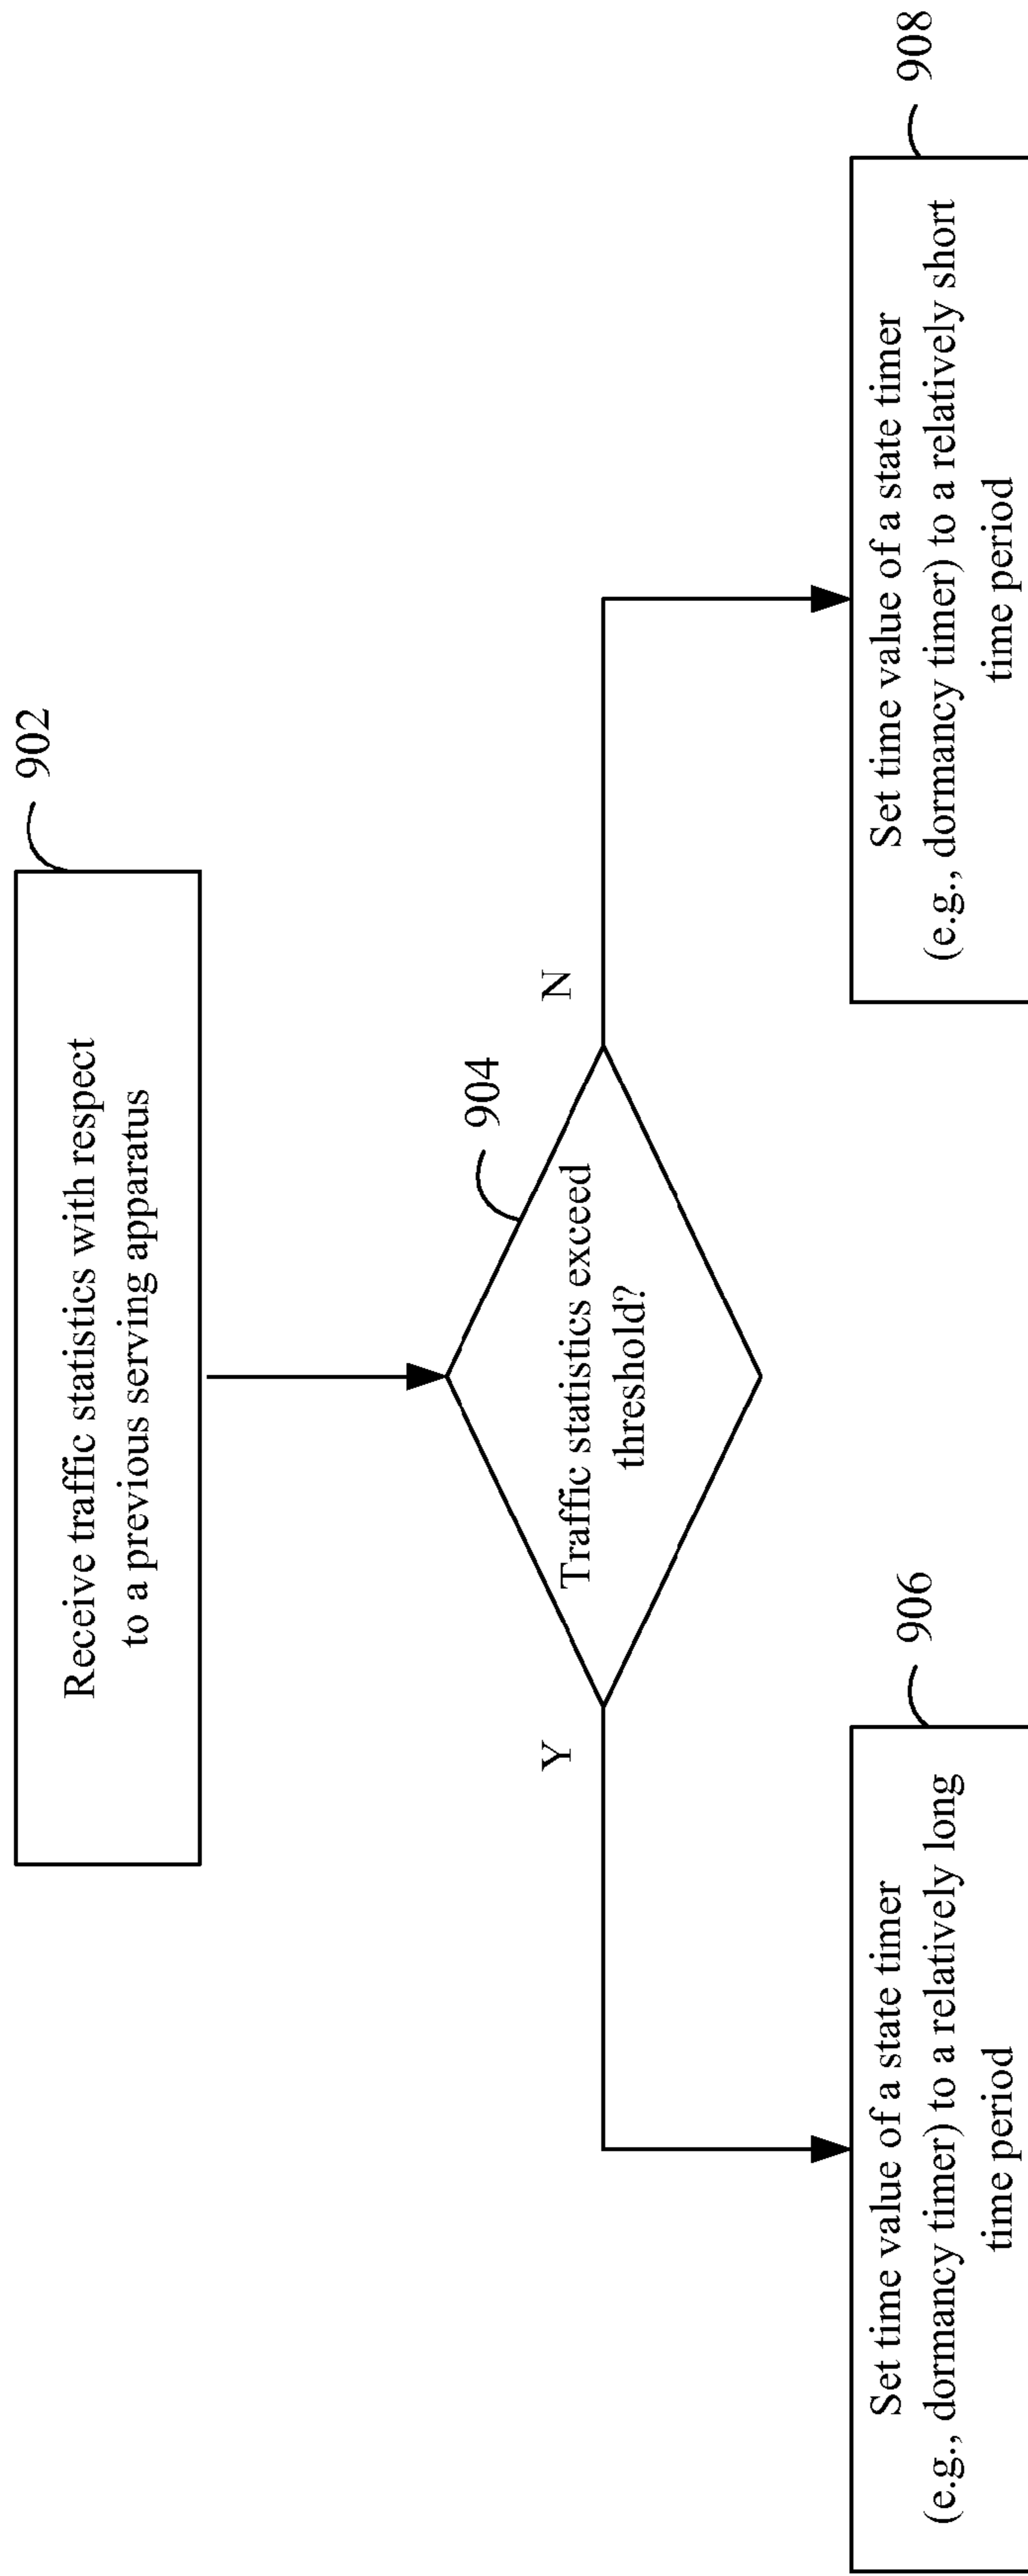 902
Receive traffic statistics with respect
to a previous serving apparatus
904
Traffic statistics exceed
threshold?
Y
N
906
Set time value of a state timer
(e.g., dormancy timer) to a relatively long
time period
908
Set time value of a state timer
(e.g., dormancy timer) to a relatively short
time period